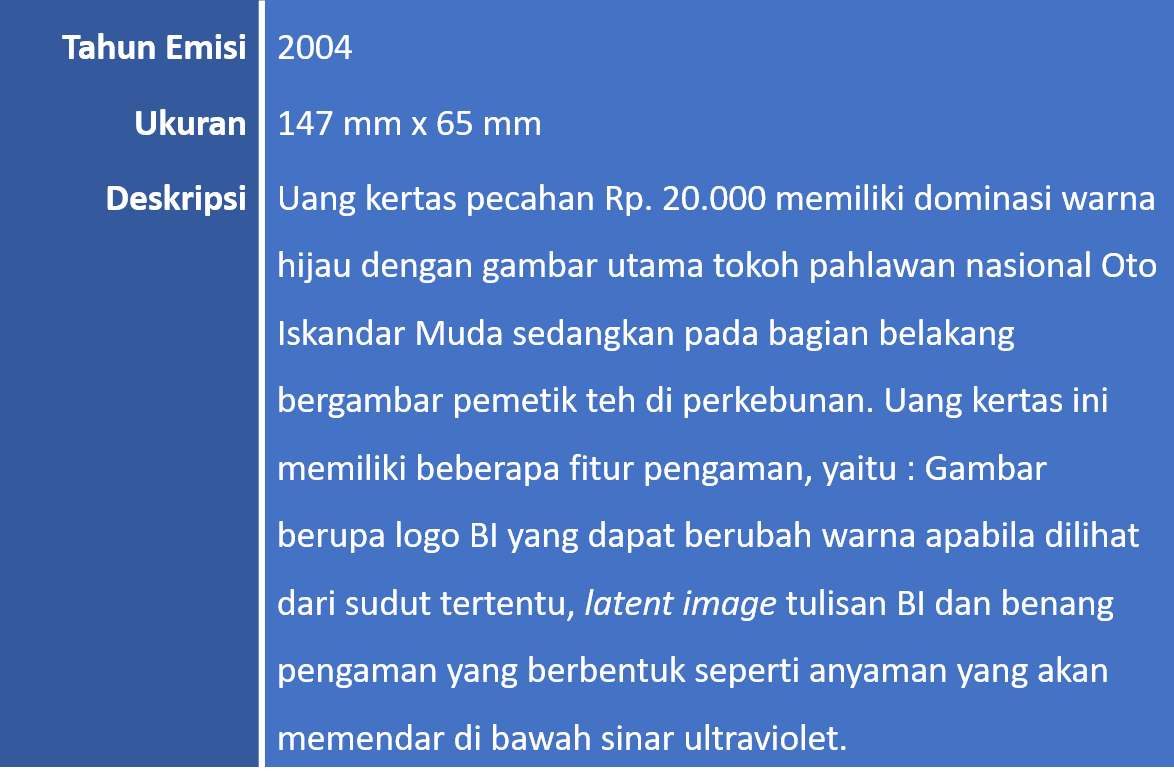 Tahun Emisi 2004
Ukuran 147 mm x 65 mm
Deskripsi Uang kertas pecahan Rp. 20.000 memiliki dominasi warna
hijau dengan gambar utama tokoh pahlawan nasional Oto
Iskandar Muda sedangkan pada bagian belakang
bergambar pemetik teh di perkebunan. Uang kertas ini
memiliki beberapa fitur pengaman, yaitu : Gambar
berupa logo BI yang dapat berubah warna apabila dilihat
dari sudut tertentu, latent image tulisan BI dan benang
pengaman yang berbentuk seperti anyaman yang akan
memendar di bawah sinar ultraviolet.